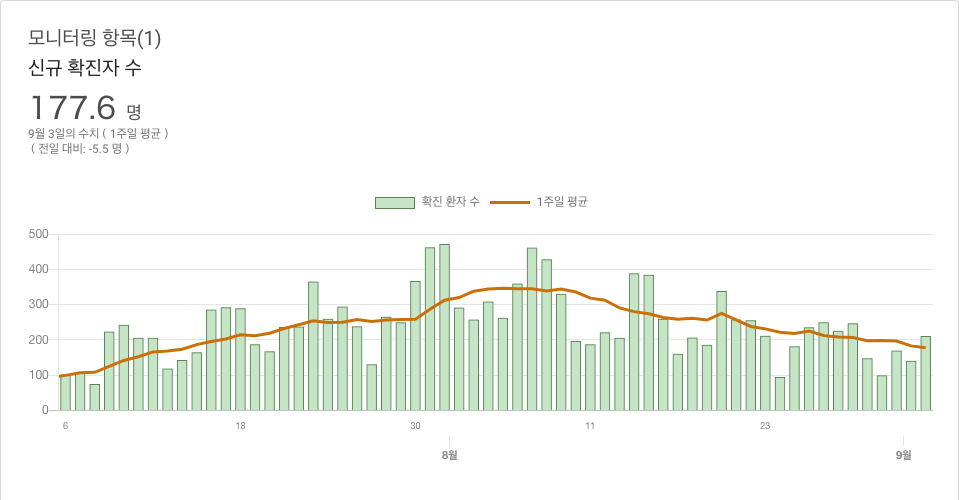 모니터링 항목(1)
신규 확진자 수
177.6 명
9월 3일의 수치 ( 1주일 평균 )
( 전일 대비: -5.5 명 )
확진 환자 수 1주일 평균
500
400
300
200
100
0
6 18 30 11 23
8월 9월